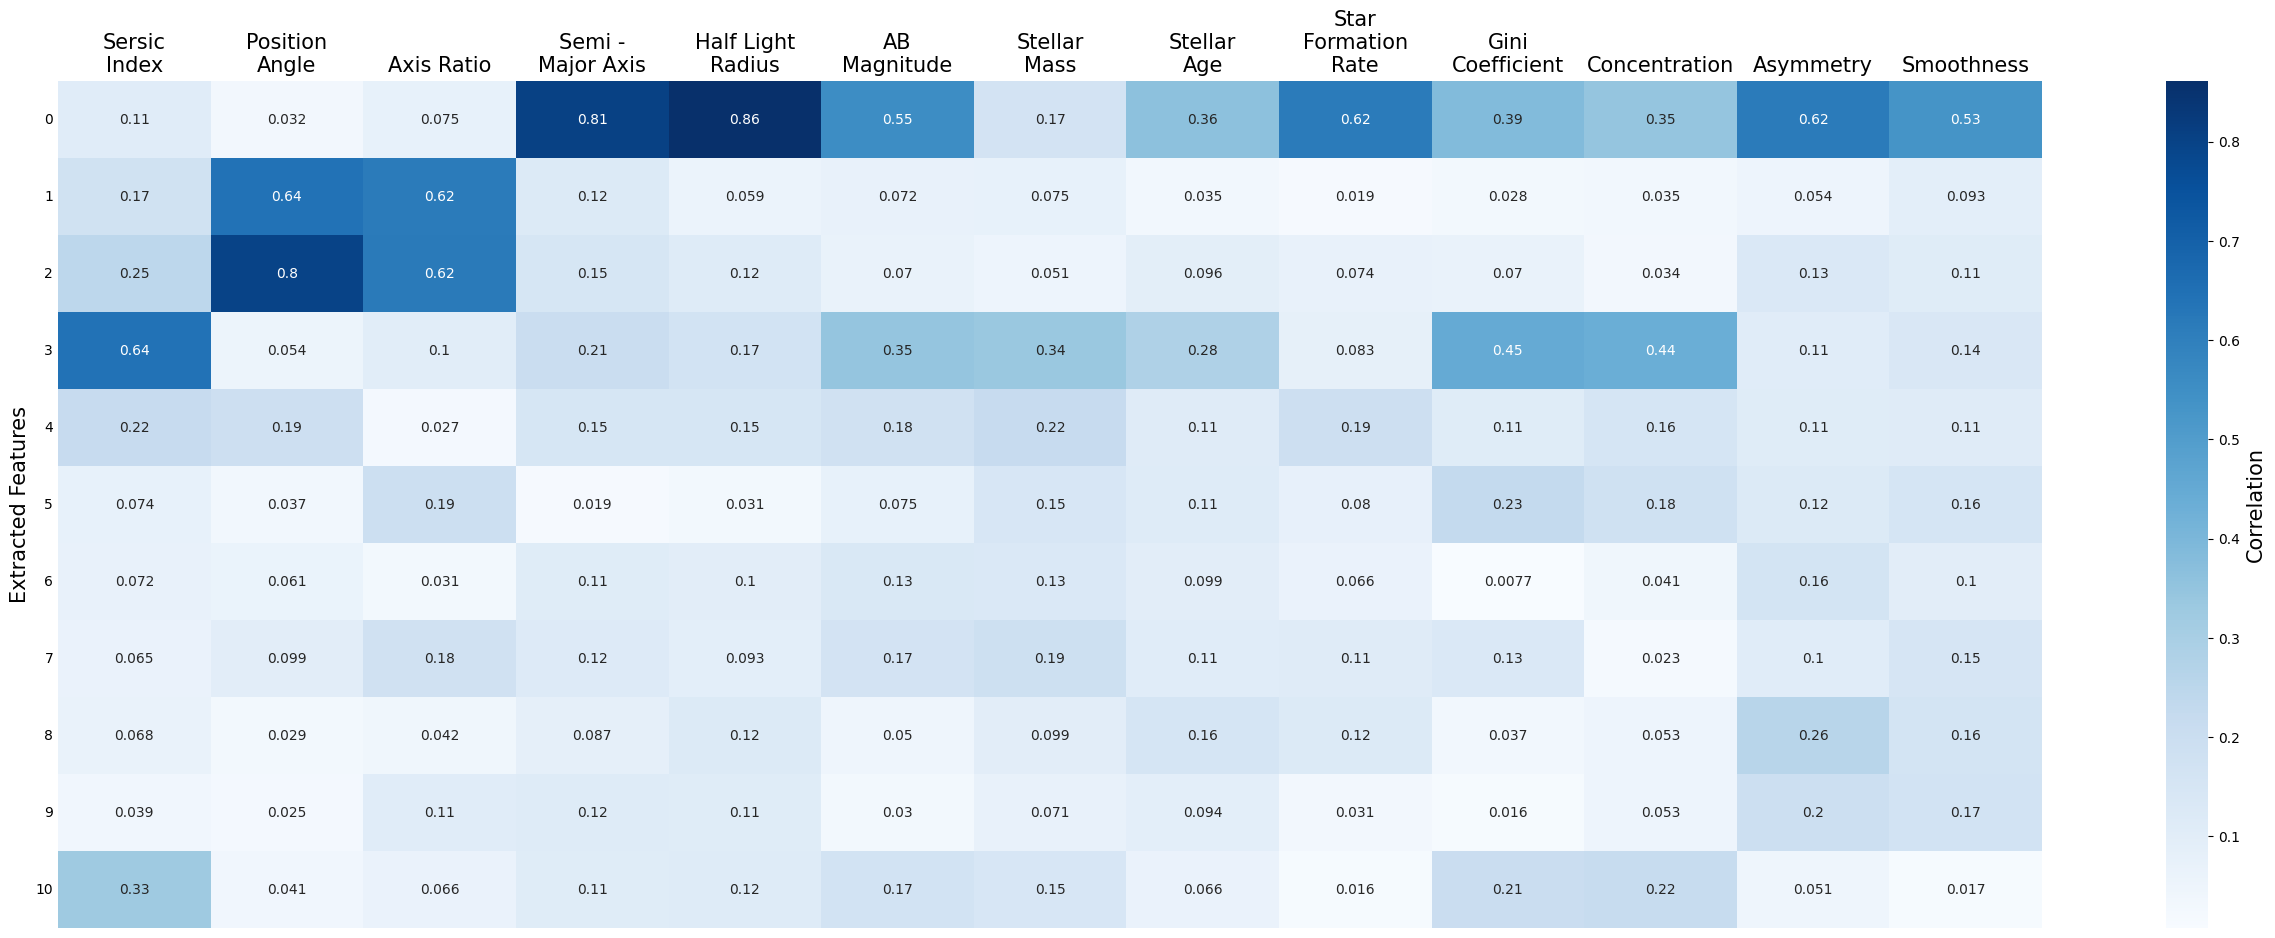 Star
Sersic Position Semi - Half Light AB Stellar Stellar Formation Gini
Index Angle Axis Ratio Major Axis Radius Magnitude Mass Age Rate Coefficient Concentration Asymmetry Smoothness
0 0.11 0.032 0.075 0.81 0.86 0.55 0.17 0.36 0.62 0.39 0.35 0.62 0.53
1 0.17 0.64 0.62 0.12 0.059 0.072 0.075 0.035 0.019 0.028 0.035 0.054 0.093
2 0.25 0.8 0.62 0.15 0.12 0.07 0.051 0.096 0.074 0.07 0.034 0.13 0.11
3 0.64 0.054 0.1 0.21 0.17 0.35 0.34 0.28 0.083 0.45 0.44 0.11 0.14
4 0.22 0.19 0.027 0.15 0.15 0.18 0.22 0.11 0.19 0.11 0.16 0.11 0.11
5 0.074 0.037 0.19 0.019 0.031 0.075 0.15 0.11 0.08 0.23 0.18 0.12 0.16
6 0.072 0.061 0.031 0.11 0.1 0.13 0.13 0.099 0.066 0.0077 0.041 0.16 0.1
7 0.065 0.099 0.18 0.12 0.093 0.17 0.19 0.11 0.11 0.13 0.023 0.1 0.15
8 0.068 0.029 0.042 0.087 0.12 0.05 0.099 0.16 0.12 0.037 0.053 0.26 0.16
9 0.039 0.025 0.11 0.12 0.11 0.03 0.071 0.094 0.031 0.016 0.053 0.2 0.17
10 0.33 0.041 0.066 0.11 0.12 0.17 0.15 0.066 0.016 0.21 0.22 0.051 0.017
Extracted Features
0.8
0.7
0.6
0.5
0.4
0.3
0.2
0.1
Correlation